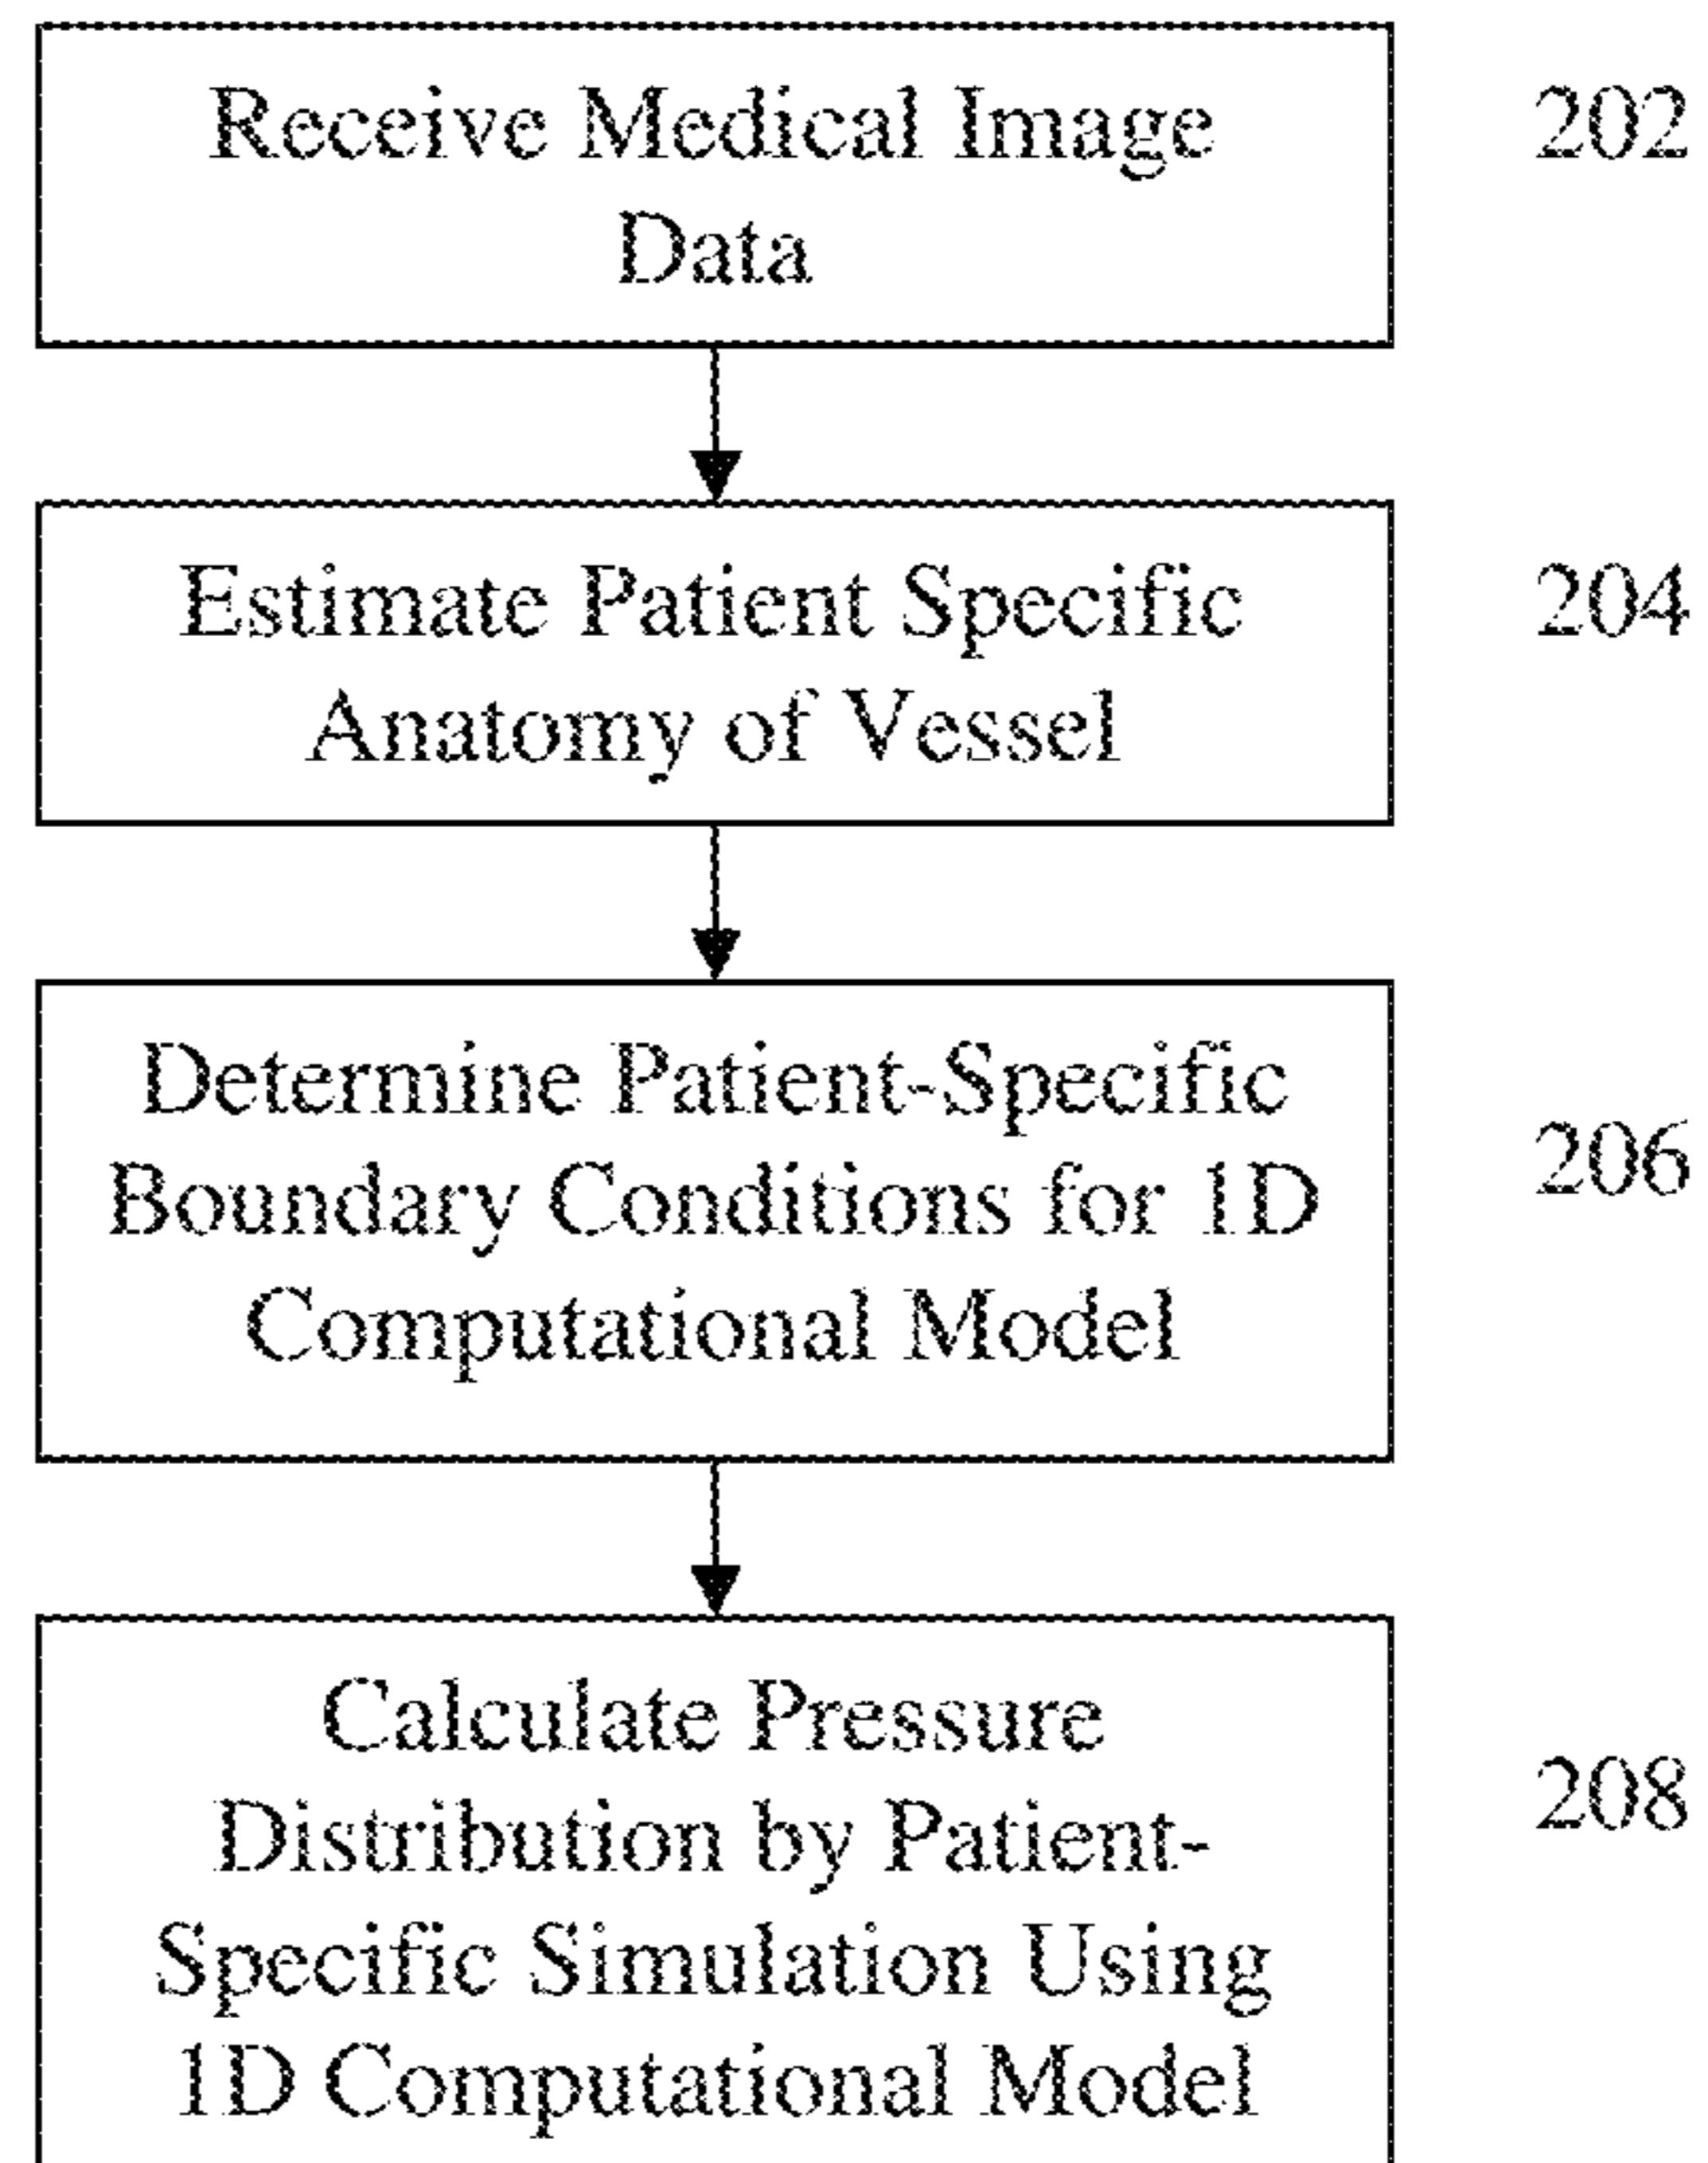 Receive Medical Image
Data
202
Estimate Patient Specific
Anatomy of Vessel
204
Determine Patient-Specific
Boundary Conditions for 1D
Computational Model
206
Calculate Pressure
Distribution by Patient-
Specific Simulation Using
1D Computational Model
208